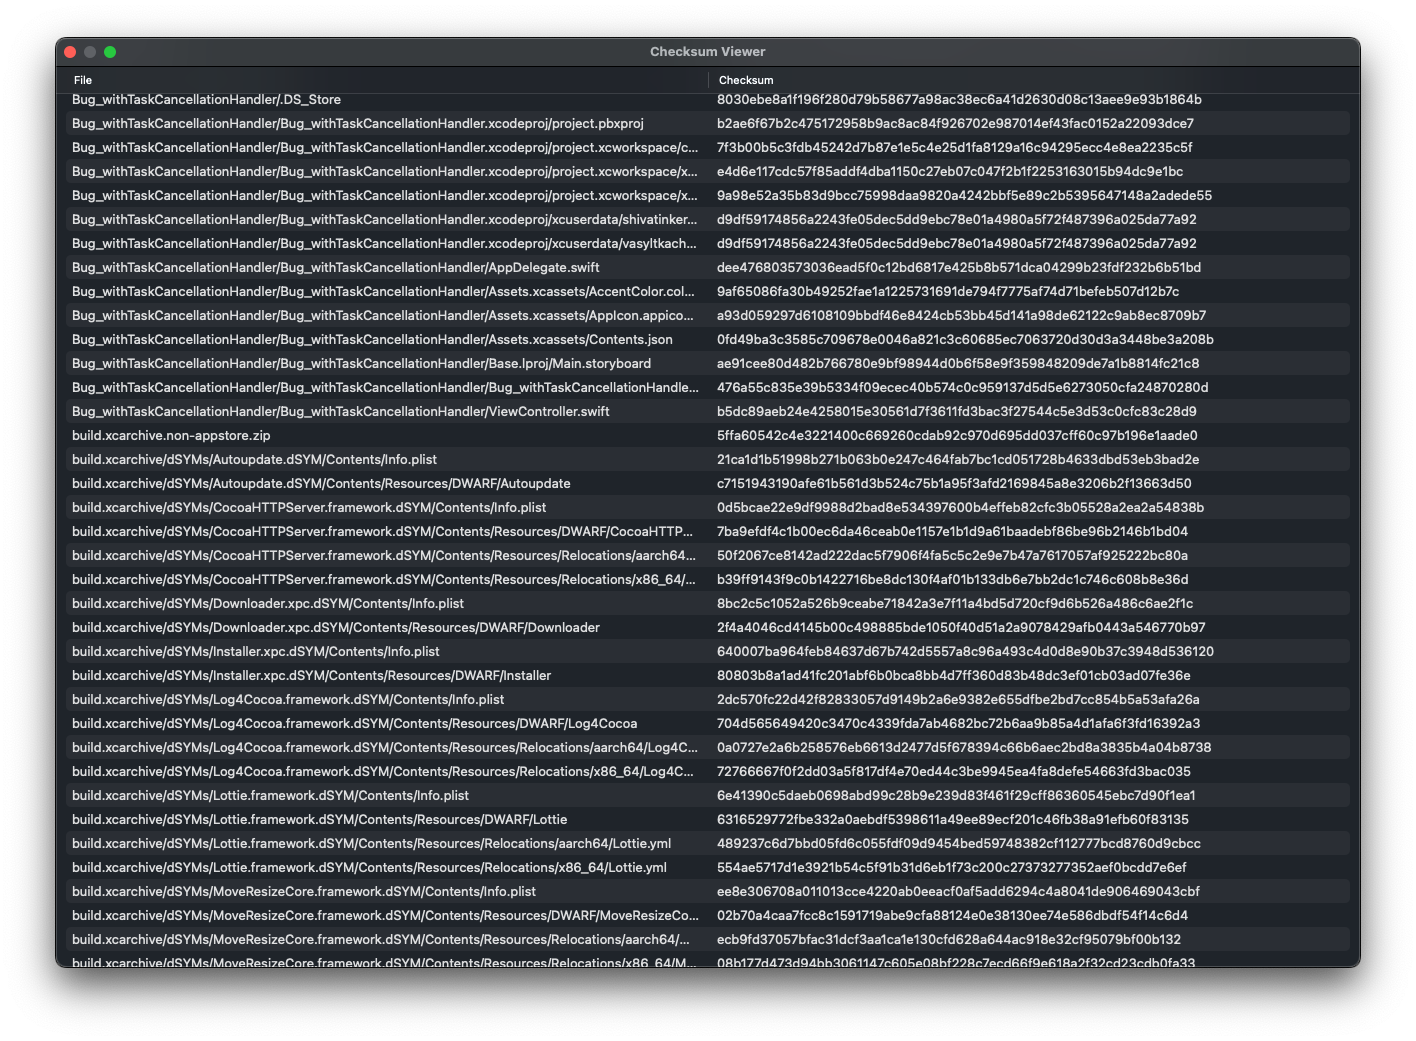 Checksum Viewer
File Checksum
Bug_withTaskCancellationHandler/.DS_Store 8030ebe8a1f196f280d79b58677a98ac38ec6a41d2630d08c13aee9e93b1864b
Bug_withTaskCancellationHandler/Bug_withTaskCancellationHandler.xcodeproj/project.pbxproj b2ae6f67b2c475172958b9ac8ac84f926702e987014ef43fac0152a22093dce7
Bug_withTaskCancellationHandler/Bug_withTaskCancellationHandler.xcodeproj/project.xcworkspace/c... 7f3b00b5c3fdb45242d7b87e1e5c4e25d1fa8129a16c94295ecc4e8ea2235c5f
Bug_withTaskCancellationHandler/Bug_withTaskCancellationHandler.xcodeproj/project.xcworkspace/x... e4d6e117cdc57f85addf4dba1150c27eb07c047f2b1f2253163015b94dc9e1bc
Bug_withTaskCancellationHandler/Bug_withTaskCancellationHandler.xcodeproj/project.xcworkspace/x... 9a98e52a35b83d9bcc75998daa9820a4242bbf5e89c2b5395647148a2adede55
Bug_withTaskCancellationHandler/Bug_withTaskCancellationHandler.xcodeproj/xcuserdata/shivatinker... d9df59174856a2243fe05dec5dd9ebc78e01a4980a5f72f487396a025da77a92
Bug_withTaskCancellationHandler/Bug_withTaskCancellationHandler.xcodeproj/xcuserdata/vasyltkach... d9df59174856a2243fe05dec5dd9ebc78e01a4980a5f72f487396a025da77a92
Bug_withTaskCancellationHandler/Bug_withTaskCancellationHandler/AppDelegate.swift dee476803573036ead5f0c12bd6817e425b8b571dca04299b23fdf232b6b51bd
Bug_withTaskCancellationHandler/Bug_withTaskCancellationHandler/Assets.xcassets/AccentColor.col... 9af65086fa30b49252fae1a1225731691de794f7775af74d71befeb507d12b7c
Bug_withTaskCancellationHandler/Bug_withTaskCancellationHandler/Assets.xcassets/AppIcon.appico... a93d059297d6108109bbdf46e8424cb53bb45d141a98de62122c9ab8ec8709b7
Bug_withTaskCancellationHandler/Bug_withTaskCancellationHandler/Assets.xcassets/Contents.json 0fd49ba3c3585c709678e0046a821c3c60685ec7063720d30d3a3448be3a208b
Bug_withTaskCancellationHandler/Bug_withTaskCancellationHandler/Base.lproj/Main.storyboard ae91cee80d482b766780e9bf98944d0b6f58e9f359848209de7a1b8814fc21c8
Bug_withTaskCancellationHandler/Bug_withTaskCancellationHandler/Bug_withTaskCancellationHandle... 476a55c835e39b5334f09ecec40b574c0c959137d5d5e6273050cfa24870280d
Bug_withTaskCancellationHandler/Bug_withTaskCancellationHandler/ViewController.swift b5dc89aeb24e4258015e30561d7f3611fd3bac3f27544c5e3d53c0cfc83c28d9
build.xcarchive.non-appstore.zip 5ffa60542c4e3221400c669260cdab92c970d695dd037cff60c97b196e1aade0
build.xcarchive/dSYMs/Autoupdate.dSYM/Contents/Info.plist 21ca1d1b51998b271b063b0e247c464fab7bc1cd051728b4633dbd53eb3bad2e
build.xcarchive/dSYMs/Autoupdate.dSYM/Contents/Resources/DWARF/Autoupdate c7151943190afe61b561d3b524c75b1a95f3afd2169845a8e3206b2f13663d50
build.xcarchive/dSYMs/CocoaHTTPServer.framework.dSYM/Contents/Info.plist 0d5bcae22e9df9988d2bad8e534397600b4effeb82cfc3b05528a2ea2a54838b
build.xcarchive/dSYMs/CocoaHTTPServer.framework.dSYM/Contents/Resources/DWARF/CocoaHTTP... 7ba9efdf4c1b00ec6da46ceab0e1157e1b1d9a61baadebf86be96b2146b1bd04
build.xcarchive/dSYMs/CocoaHTTPServer.framework.dSYM/Contents/Resources/Relocations/aarch64... 50f2067ce8142ad222dac5f7906f4fa5c5c2e9e7b47a7617057af925222bc80a
build.xcarchive/dSYMs/CocoaHTTPServer.framework.dSYM/Contents/Resources/Relocations/x86_64/... b39ff9143f9c0b1422716be8dc130f4af01b133db6e7bb2dc1c746c608b8e36d
build.xcarchive/dSYMs/Downloader.xpc.dSYM/Contents/Info.plist 8bc2c5c1052a526b9ceabe71842a3e7f11a4bd5d720cf9d6b526a486c6ae2f1c
build.xcarchive/dSYMs/Downloader.xpc.dSYM/Contents/Resources/DWARF/Downloader 2f4a4046cd4145b00c498885bde1050f40d51a2a9078429afb0443a546770b97
build.xcarchive/dSYMs/Installer.xpc.dSYM/Contents/Info.plist 640007ba964feb84637d67b742d5557a8c96a493c4d0d8e90b37c3948d536120
build.xcarchive/dSYMs/Installer.xpc.dSYM/Contents/Resources/DWARF/Installer 80803b8a1ad41fc201abf6b0bca8bb4d7ff360d83b48dc3ef01cb03ad07fe36e
build.xcarchive/dSYMs/Log4Cocoa.framework.dSYM/Contents/Info.plist 2dc570fc22d42f82833057d9149b2a6e9382e655dfbe2bd7cc854b5a53afa26a
build.xcarchive/dSYMs/Log4Cocoa.framework.dSYM/Contents/Resources/DWARF/Log4Cocoa 704d565649420c3470c4339fda7ab4682bc72b6aa9b85a4d1afa6f3fd16392a3
build.xcarchive/dSYMs/Log4Cocoa.framework.dSYM/Contents/Resources/Relocations/aarch64/Log4C... 0a0727e2a6b258576eb6613d2477d5f678394c66b6aec2bd8a3835b4a04b8738
build.xcarchive/dSYMs/Log4Cocoa.framework.dSYM/Contents/Resources/Relocations/x86_64/Log4C... 72766667f0f2dd03a5f817df4e70ed44c3be9945ea4fa8defe54663fd3bac035
build.xcarchive/dSYMs/Lottie.framework.dSYM/Contents/Info.plist 6e41390c5daeb0698abd99c28b9e239d83f461f29cff86360545ebc7d90f1ea1
build.xcarchive/dSYMs/Lottie.framework.dSYM/Contents/Resources/DWARF/Lottie 6316529772fbe332a0aebdf5398611a49ee89ecf201c46fb38a91efb60f83135
build.xcarchive/dSYMs/Lottie.framework.dSYM/Contents/Resources/Relocations/aarch64/Lottie.yml 489237c6d7bbd05fd6c055fdf09d9454bed59748382cf112777bcd8760d9cbcc
build.xcarchive/dSYMs/Lottie.framework.dSYM/Contents/Resources/Relocations/x86_64/Lottie.yml 554ae5717d1e3921b54c5f91b31d6eb1f73c200c27373277352aef0bcdd7e6ef
build.xcarchive/dSYMs/MoveResizeCore.framework.dSYM/Contents/Info.plist ee8e306708a011013cce4220ab0eeacf0af5add6294c4a8041de906469043cbf
build.xcarchive/dSYMs/MoveResizeCore.framework.dSYM/Contents/Resources/DWARF/MoveResizeCo... 02b70a4caa7fcc8c1591719abe9cfa88124e0e38130ee74e586dbdf54f14c6d4
build.xcarchive/dSYMs/MoveResizeCore.framework.dSYM/Contents/Resources/Relocations/aarch64/... ecb9fd37057bfac31dcf3aa1ca1e130cfd628a644ac918e32cf95079bf00b132
build.xcarchive/dSYMs/MoveResizeCore.framework.dSYM/Contents/Resources/Relocations/x86_64/M... 08b177d473d94bb3061147c605e08bf228c7ecd66f9e618a2f32cd23cdb0fa33